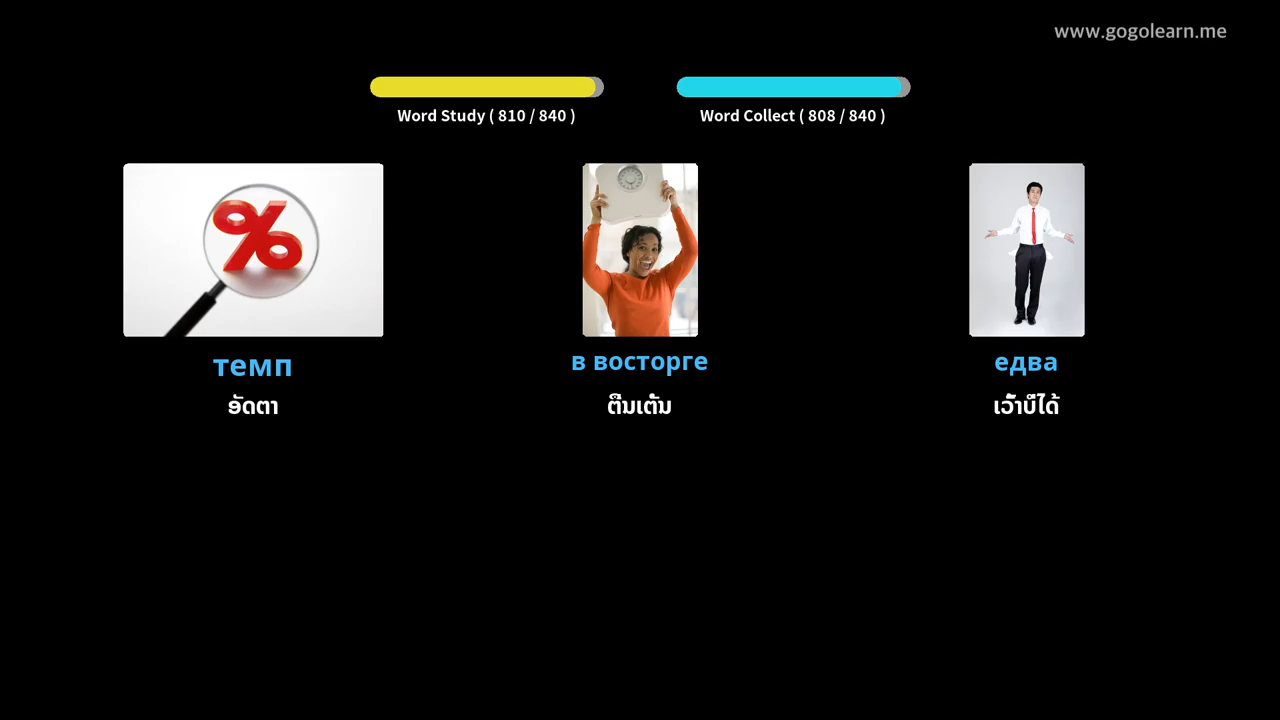 www.gogolearn.me
Word Study ( 810 / 840 )
Word Collect ( 808 / 840 )
темп
в восторге
едва
ອັດຕາ
ຕື່ນເຕັ້ນ
ເວົ້າບໍ່ໄດ້